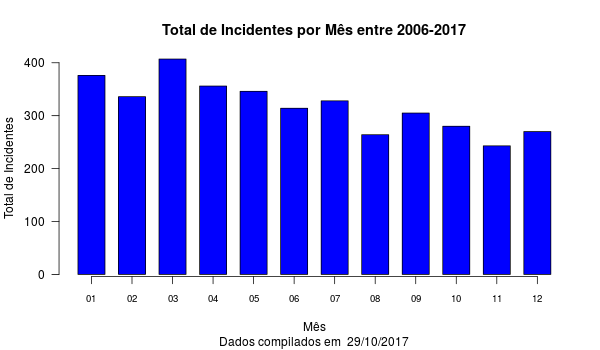 Total de Incidentes por Mês entre 2006-2017
Total de Incidentes
400
300
200
100
0
01 02 03 04 05 06 07 08 09 10 11 12
Mês
Dados compilados em 29/10/2017